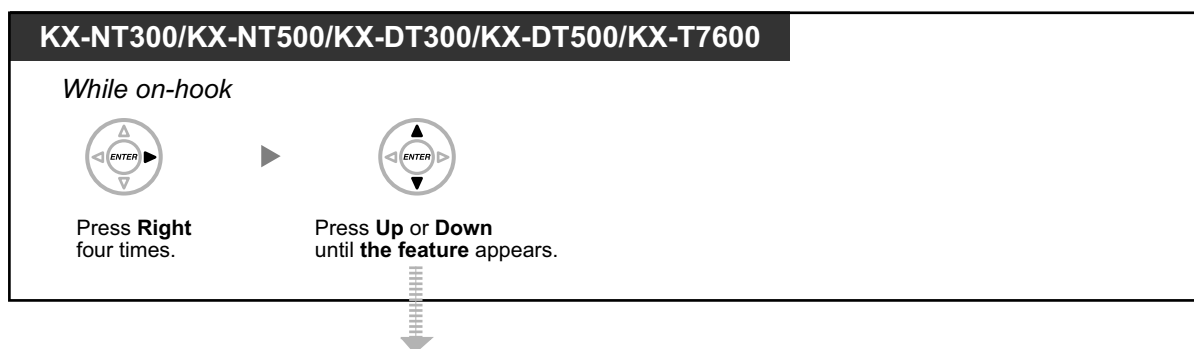 KX-NT300/KX-NT500/KX-DT300/KX-DT500/KX-T7600
While on-hook
ENTER
ENTER
Press Right
four times.
Press Up or Down
until the feature appears.